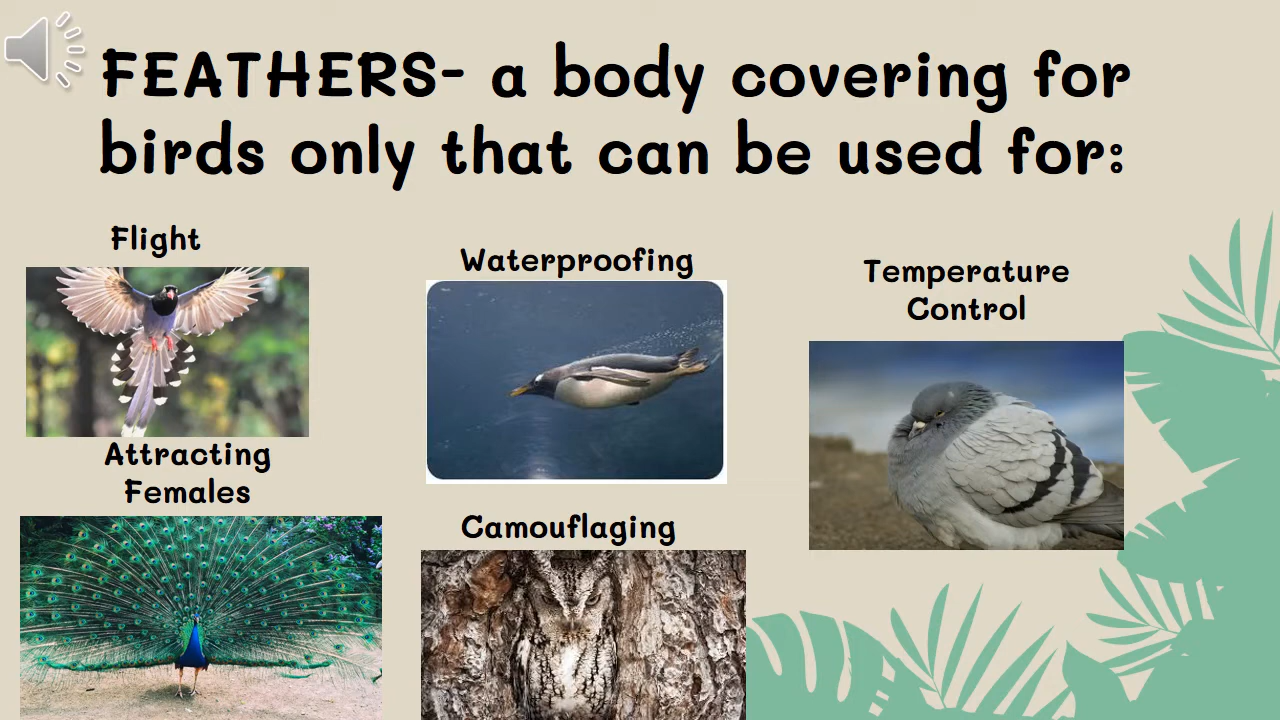 FEATHERS- a body covering for
birds only that can be used for:
Flight
Waterproofing
Temperature
Control
Attracting
Females
Camouflaging